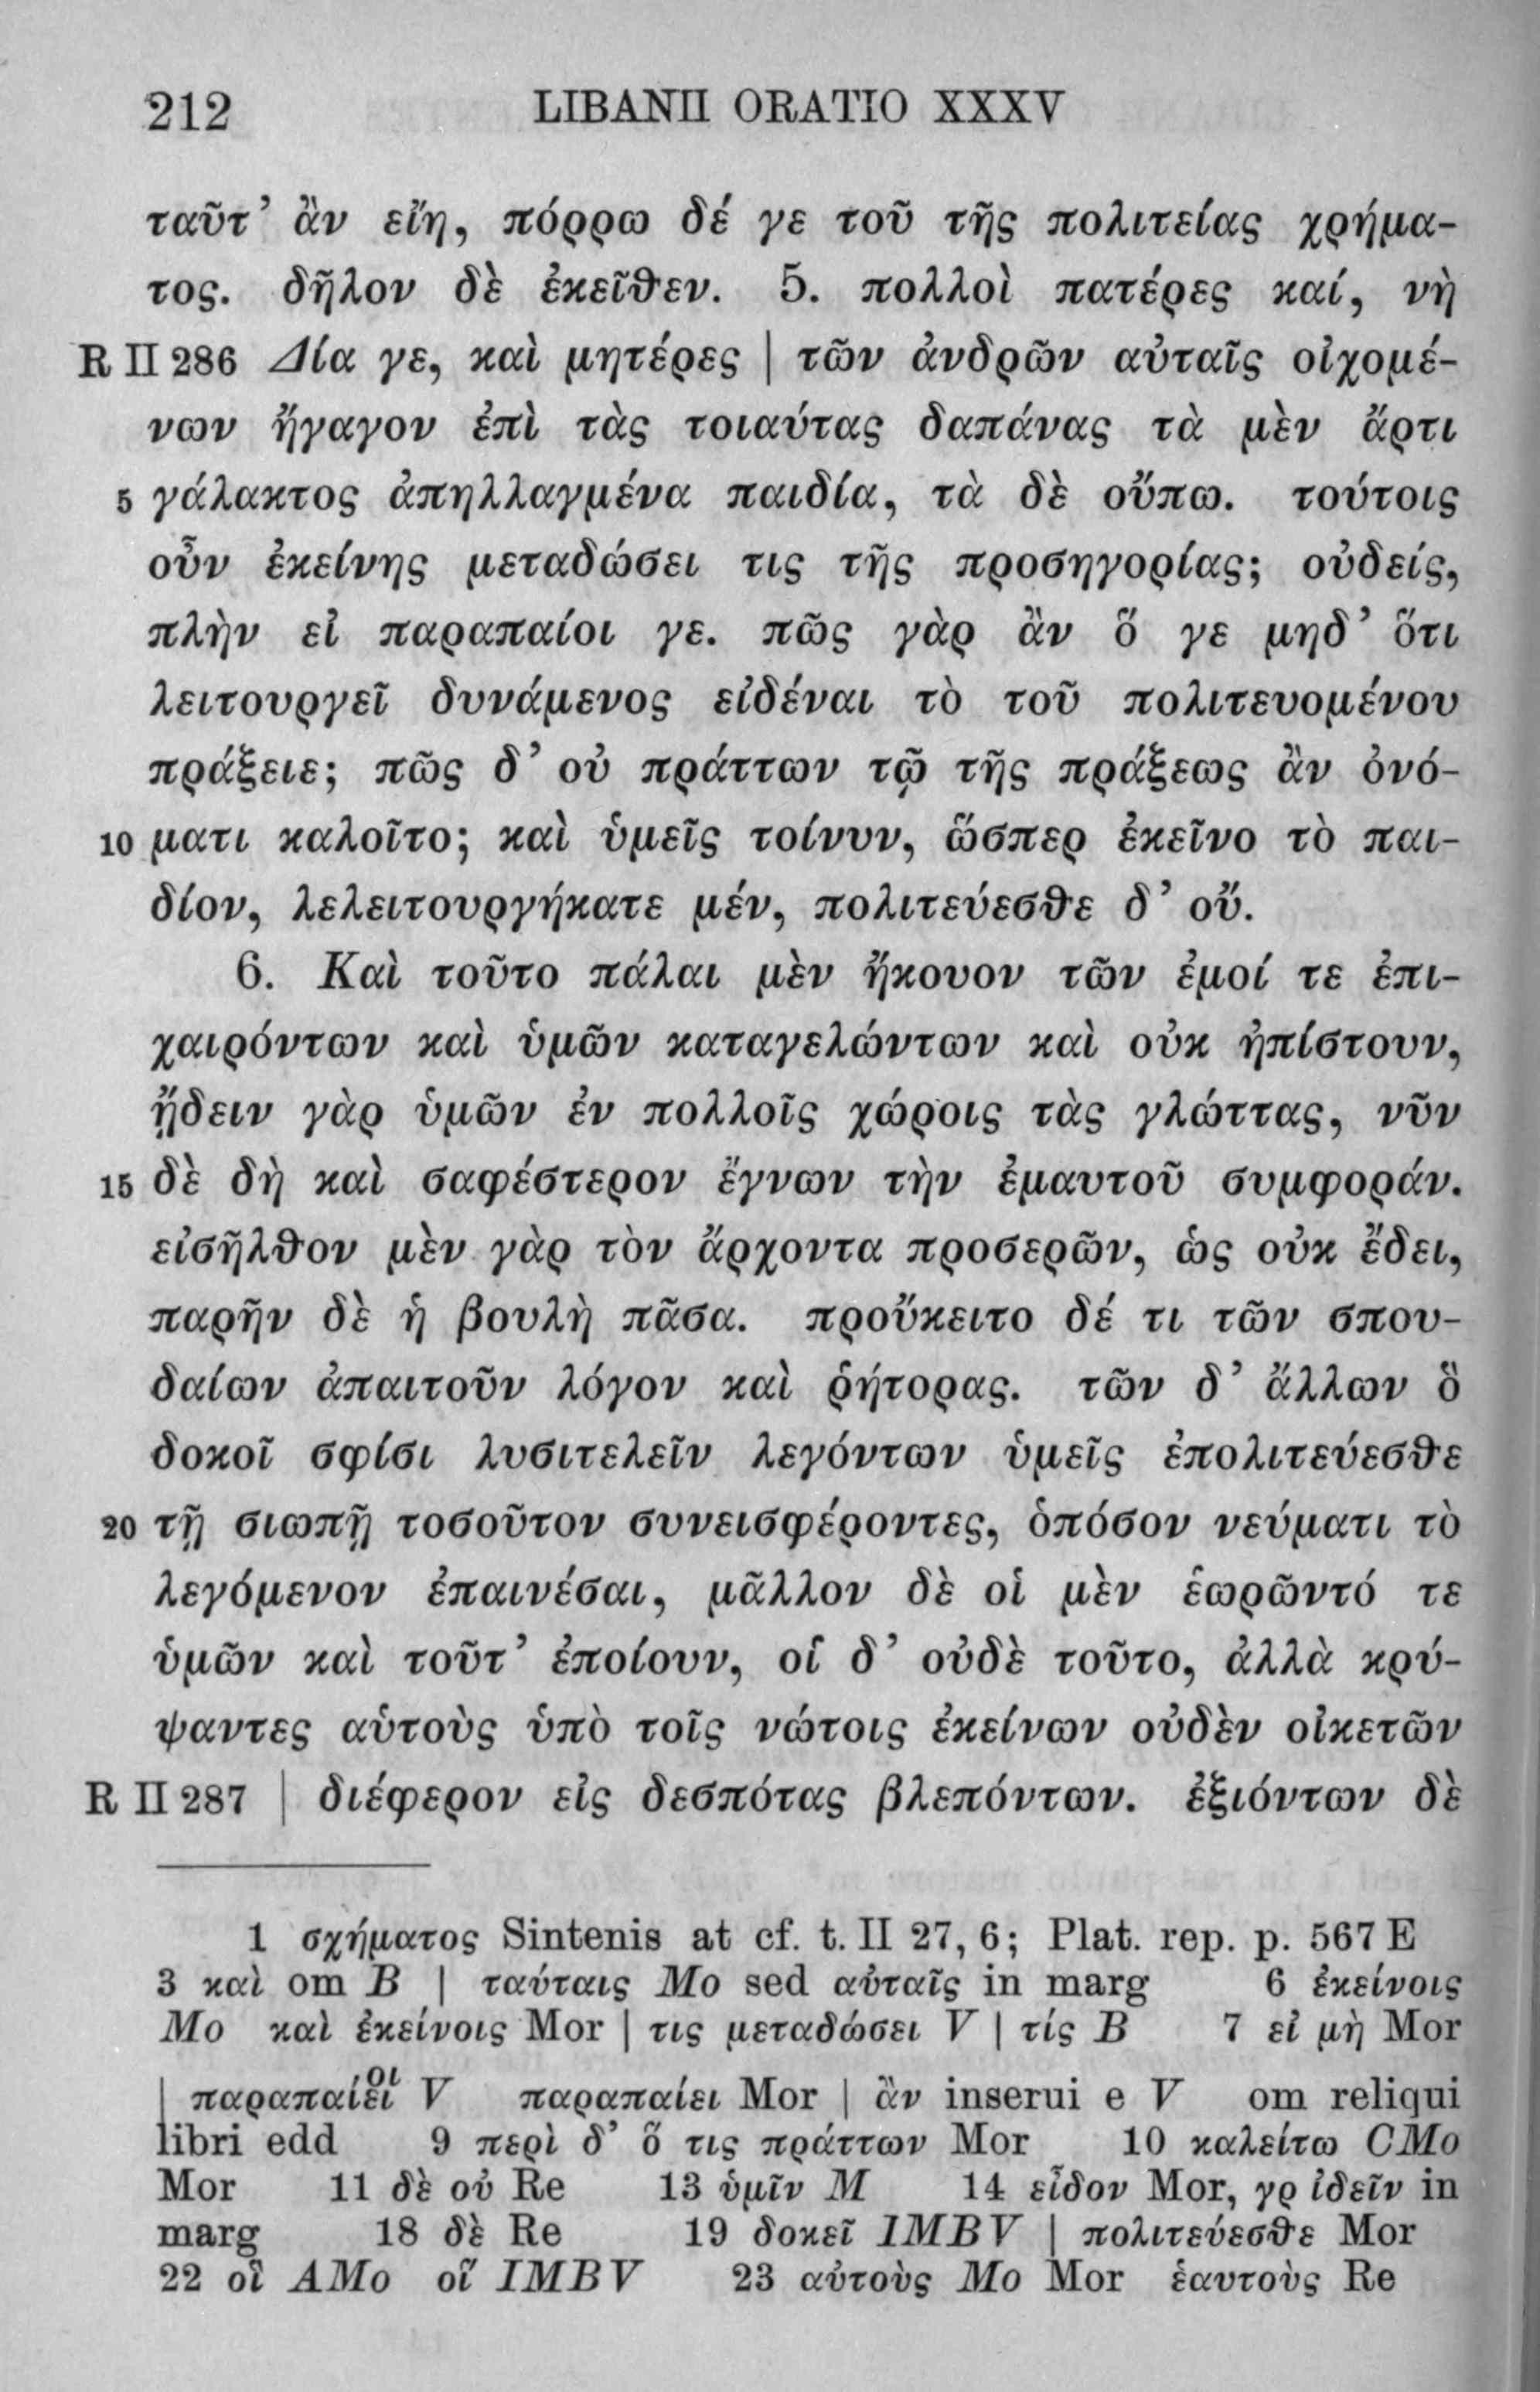 212 LIBANII ORATIO XXXV
ταῦτ’ ἂν εἴη, πόρρω δέ γε τοῦ τῆς πολιτείας χρήμα-
τος. δῆλον δὲ ἐκεῖθεν. 5. πολλοὶ πατέρες καί, νὴ
R II 286 Δία γε, καὶ μητέρες | τῶν ἀνδρῶν αὐταῖς οἰχομέ-
νων ἤγαγον ἐπὶ τὰς τοιαύτας δαπάνας τὰ μὲν ἄρτι
5 γάλακτος ἀπηλλαγμένα παιδία, τὰ δὲ οὔπω. τούτοις
οὖν ἐκείνης μεταδώσει τις τῆς προσηγορίας; οὐδείς,
πλὴν εἰ παραπαίοι γε. πῶς γὰρ ἂν ὅ γε μηδ’ ὅτι
λειτουργεῖ δυνάμενος εἰδέναι τὸ τοῦ πολιτευομένου
πράξειε; πῶς δ’ οὐ πράττων τῷ τῆς πράξεως ἂν ὀνό-
10 ματι καλοῖτο; καὶ ὑμεῖς τοίνυν, ὥσπερ ἐκεῖνο τὸ παι-
δίον, λελειτουργήκατε μέν, πολιτεύεσθε δ’ οὔ.
6. Καὶ τοῦτο πάλαι μὲν ἤκουον τῶν ἐμοί τε ἐπι-
χαιρόντων καὶ ὑμῶν καταγελώντων καὶ οὐκ ἠπίστουν,
ᾔδειν γὰρ ὑμῶν ἐν πολλοῖς χώροις τὰς γλώττας, νῦν
15 δὲ δὴ καὶ σαφέστερον ἔγνων τὴν ἐμαυτοῦ συμφοράν.
εἰσῆλθον μὲν γὰρ τὸν ἄρχοντα προσερῶν, ὡς οὐκ ἔδει,
παρῆν δὲ ἡ βουλὴ πᾶσα. προὔκειτο δέ τι τῶν σπου-
δαίων ἀπαιτοῦν λόγον καὶ ῥήτορας. τῶν δ’ ἄλλων ὃ
δοκοῖ σφίσι λυσιτελεῖν λεγόντων ὑμεῖς ἐπολιτεύεσθε
20 τῇ σιωπῇ τοσοῦτον συνεισφέροντες, ὁπόσον νεύματι τὸ
λεγόμενον ἐπαινέσαι, μᾶλλον δὲ οἱ μὲν ἑωρῶντό τε
ὑμῶν καὶ τοῦτ’ ἐποίουν, οἱ δ’ οὐδὲ τοῦτο, ἀλλὰ κρύ-
ψαντες αὑτοὺς ὑπὸ τοῖς νώτοις ἐκείνων οὐδὲν οἰκετῶν
R II 287 | διέφερον εἰς δεσπότας βλεπόντων. ἐξιόντων δὲ
1 σχήματος Sintenis at cf. t. II 27, 6; Plat. rep. p. 567 E
3 καὶ om B | ταύταις Mo sed αὐταῖς in marg 6 ἐκείνοις
Mo καὶ ἐκείνοις Mor | τις μεταδώσει V | τίς B 7 εἰ μὴ Mor
| παραπαίει οι V παραπαίει Mor | ἂν inserui e V om reliqui
libri edd 9 περὶ δ’ ὅ τις πράττων Mor 10 καλείτω CMo
Mor 11 δὲ οὐ Re 13 ὑμῖν M 14 εἶδον Mor, γρ ἰδεῖν in
marg 18 δὲ Re 19 δοκεῖ IMBV | πολιτεύεσθε Mor
22 οἳ AMo οἵ IMBV 23 αὐτοὺς Mo Mor ἑαυτοὺς Re